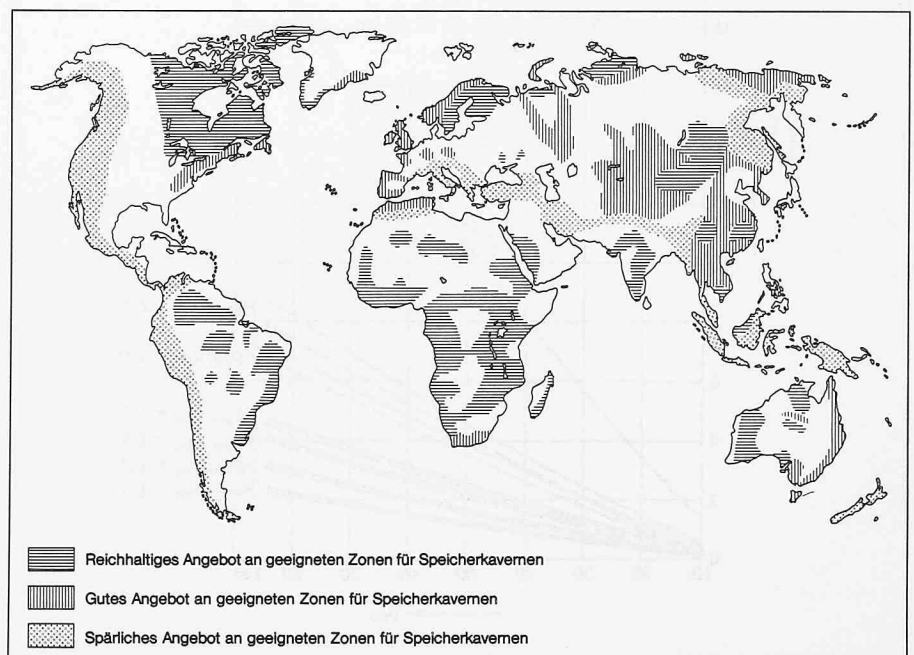 Reichhaltiges Angebot an geeigneten Zonen für Speicherkavernen
Gutes Angebot an geeigneten Zonen für Speicherkavernen
Spärliches Angebot an geeigneten Zonen für Speicherkavernen